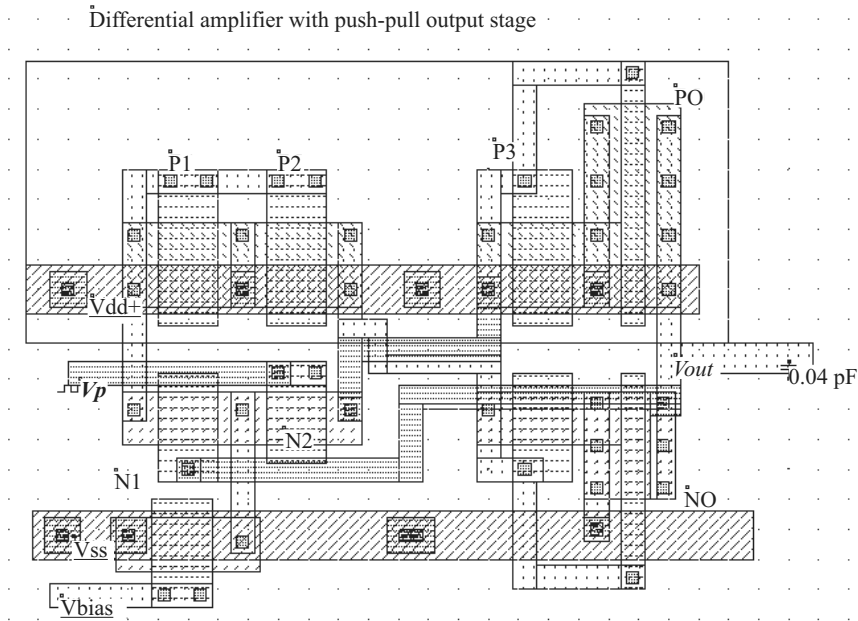 Differential amplifier with push-pull output stage
PO
P1
P2
P3
Vdd+
Vout
Vp
0.04 pF
N2
N1
NO
Vss
Vbias